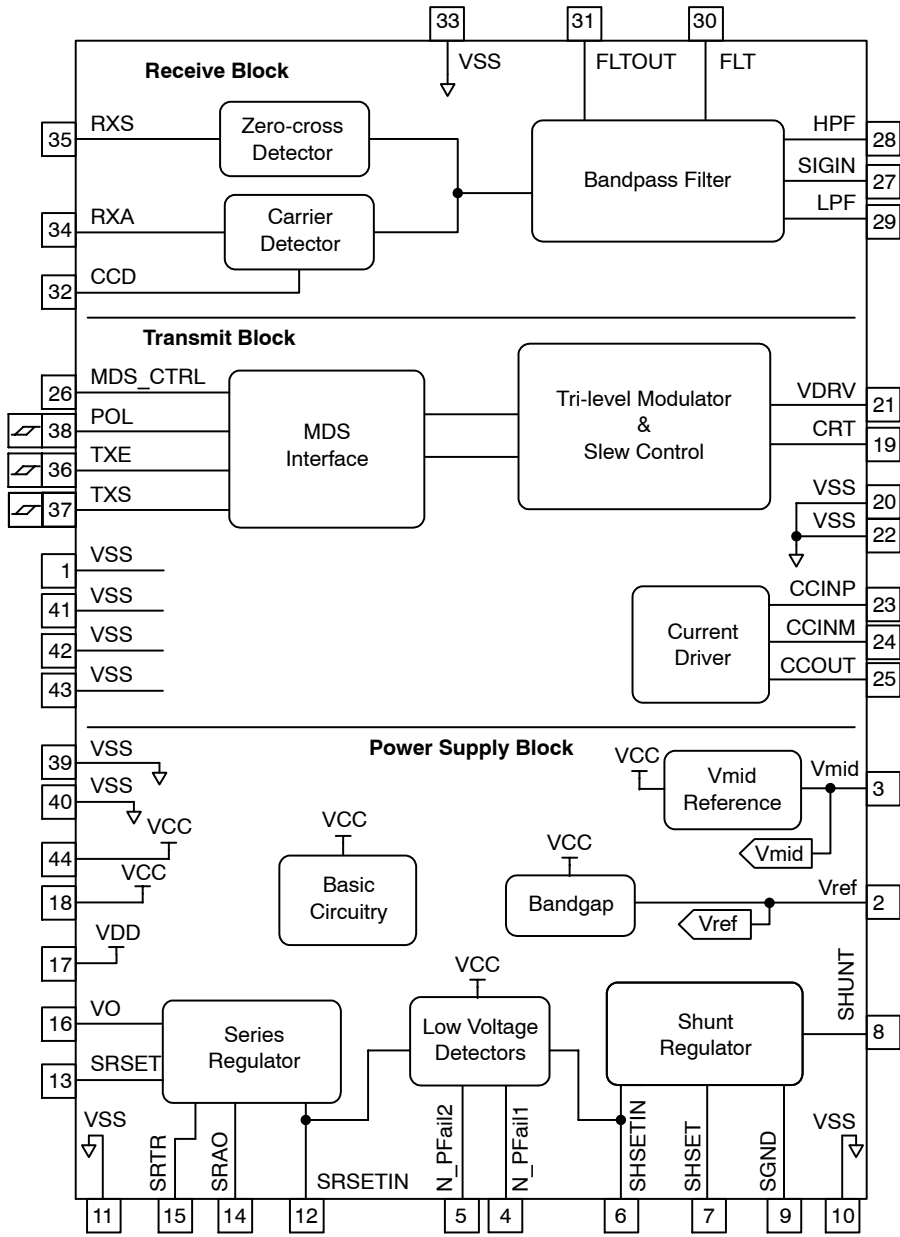 33
31
30
VSS
FLTOUT
FLT
Receive Block
35
RXS
Zero-cross
Detector
Bandpass Filter
HPF
28
SIGIN
27
LPF
29
34
RXA
Carrier
Detector
32
CCD
Transmit Block
26
MDS_CTRL
38
POL
36
TXE
37
TXS
MDS
Interface
Tri-level Modulator
&
Slew Control
VDRV
21
CRT
19
VSS
20
VSS
22
1
VSS
41
VSS
42
VSS
43
VSS
Current
Driver
CCINP
23
CCINM
24
CCOUT
25
Power Supply Block
39
VSS
40
VSS
44
VCC
18
VCC
17
VDD
VCC
Basic
Circuitry
VCC
Vmid
Reference
Vmid
3
Vmid
VCC
Bandgap
Vref
2
Vref
16
VO
13
SRSET
Series
Regulator
VCC
Low Voltage
Detectors
Shunt
Regulator
SHUNT
8
VSS
SRTR
SRAO
SRSETIN
N_PFail2
N_PFail1
SHSETIN
SHSET
SGND
VSS
11
15
14
12
5
4
6
7
9
10